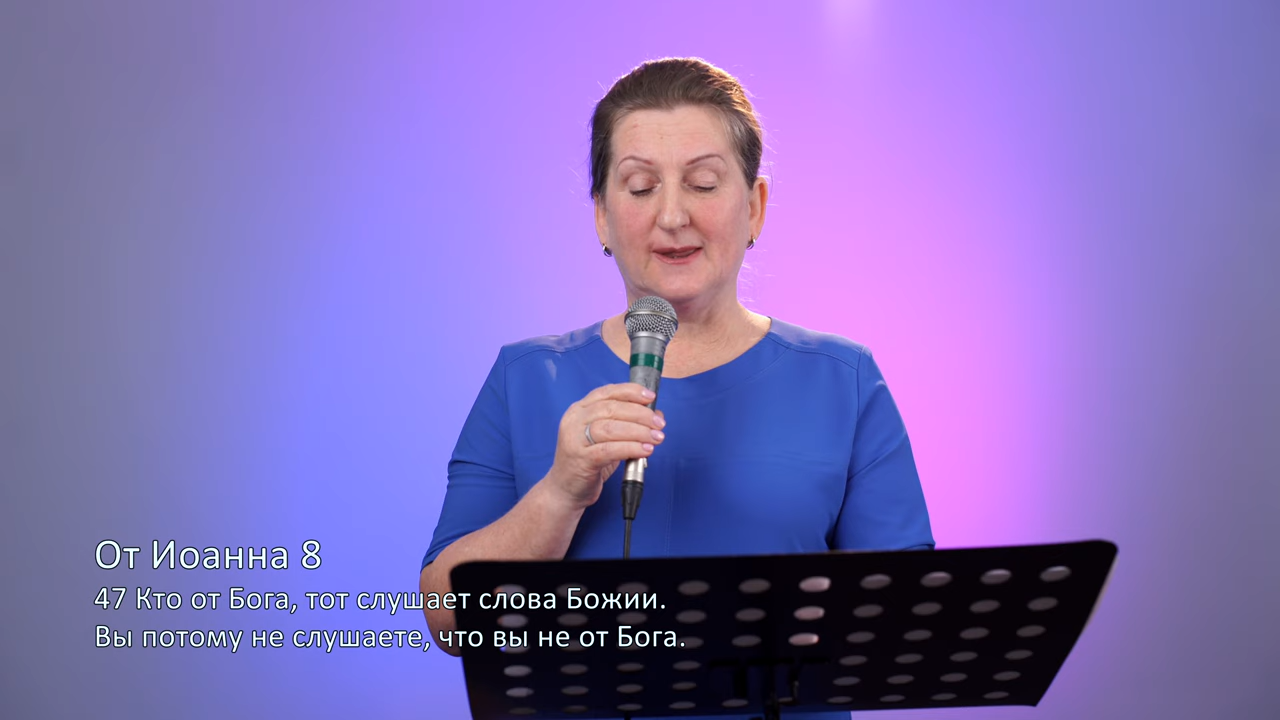 От Иоанна 8
47 Кто от Бога, тот слушает слова Божии.
Вы потому не слушаете, что вы не от Бога.